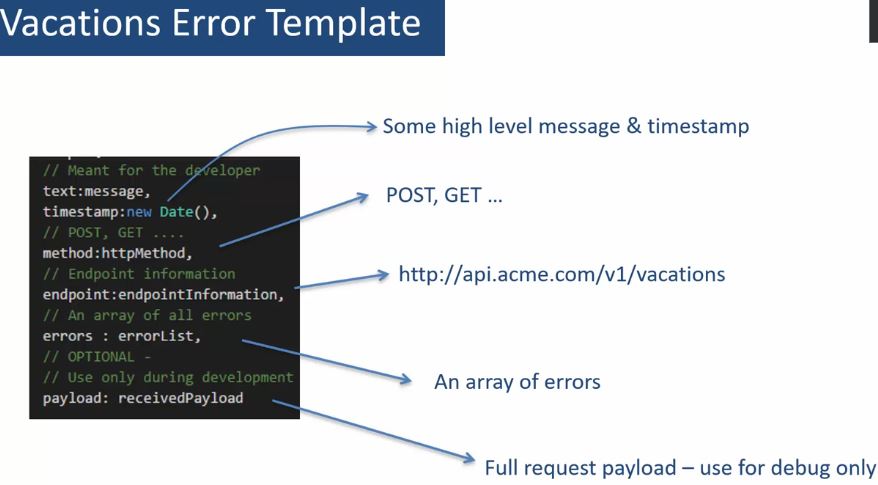 Vacations Error Template
Some high level message & timestamp
// Meant for the developer
text:message,
timestamp:new Date(),
// POST, GET ....
method:httpMethod,
// Endpoint information
endpoint:endpointInformation,
// An array of all errors
errors : errorList,
// OPTIONAL -
// Use only during development
payload: receivedPayload
POST, GET ...
http://api.acme.com/v1/vacations
An array of errors
Full request payload – use for debug only